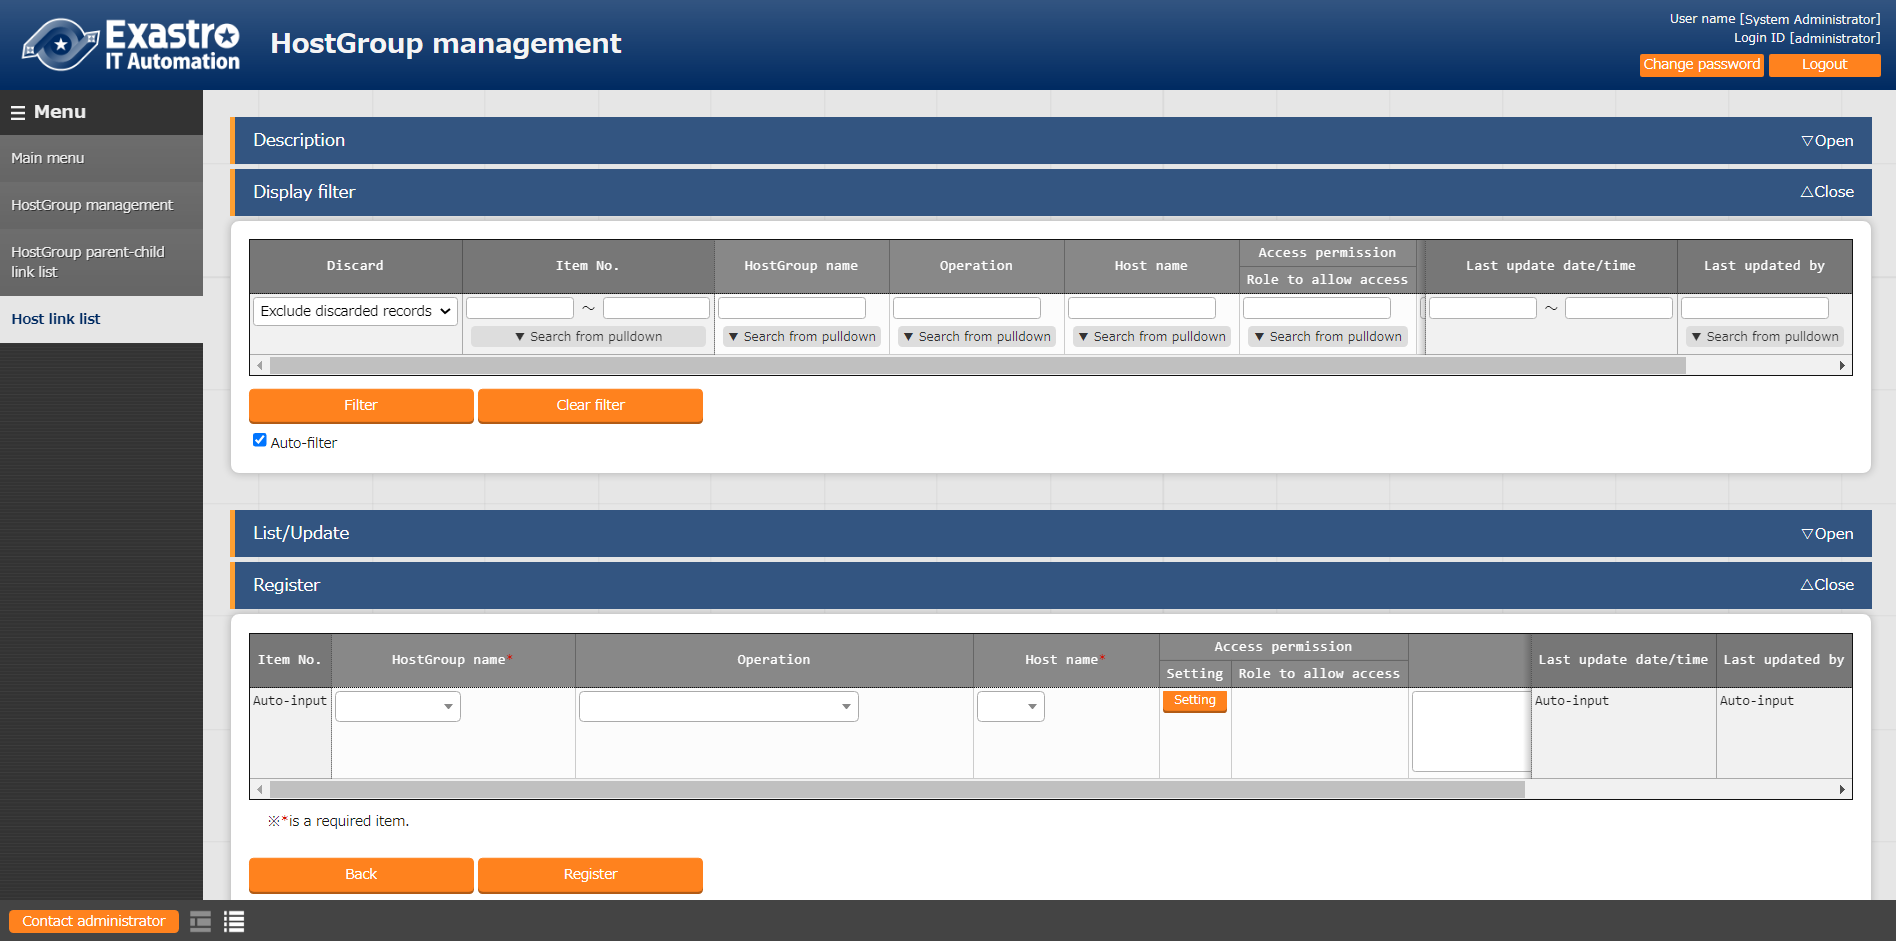 Exastro
IT Automation
HostGroup management
User name [System Administrator]
Login ID [administrator]
Change password
Logout
Menu
Main menu
HostGroup management
HostGroup parent-child
link list
Host link list
Description
▽Open
Display filter
△Close
Discard
Item No.
HostGroup name
Operation
Host name
Access permission
Role to allow access
Last update date/time
Last updated by
Exclude discarded records
～
～
▼ Search from pulldown
▼ Search from pulldown
▼ Search from pulldown
▼ Search from pulldown
▼ Search from pulldown
▼ Search from pulldown
Filter
Clear filter
Auto-filter
List/Update
▽Open
Register
△Close
Item No.
HostGroup name*
Operation
Host name*
Access permission
Setting
Role to allow access
Last update date/time
Last updated by
Auto-input
Setting
Auto-input
Auto-input
※*is a required item.
Back
Register
Contact administrator